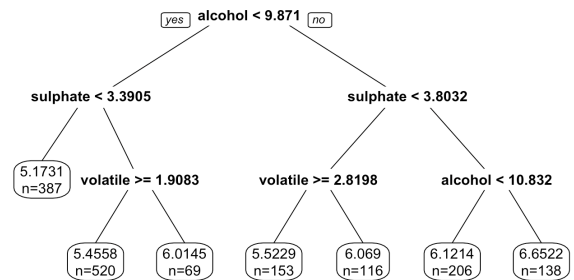 yes alcohol < 9.871 no
sulphate < 3.3905
sulphate < 3.8032
5.1731
n=387
volatile >= 1.9083
volatile >= 2.8198
alcohol < 10.832
5.4558
n=520
6.0145
n=69
5.5229
n=153
6.069
n=116
6.1214
n=206
6.6522
n=138